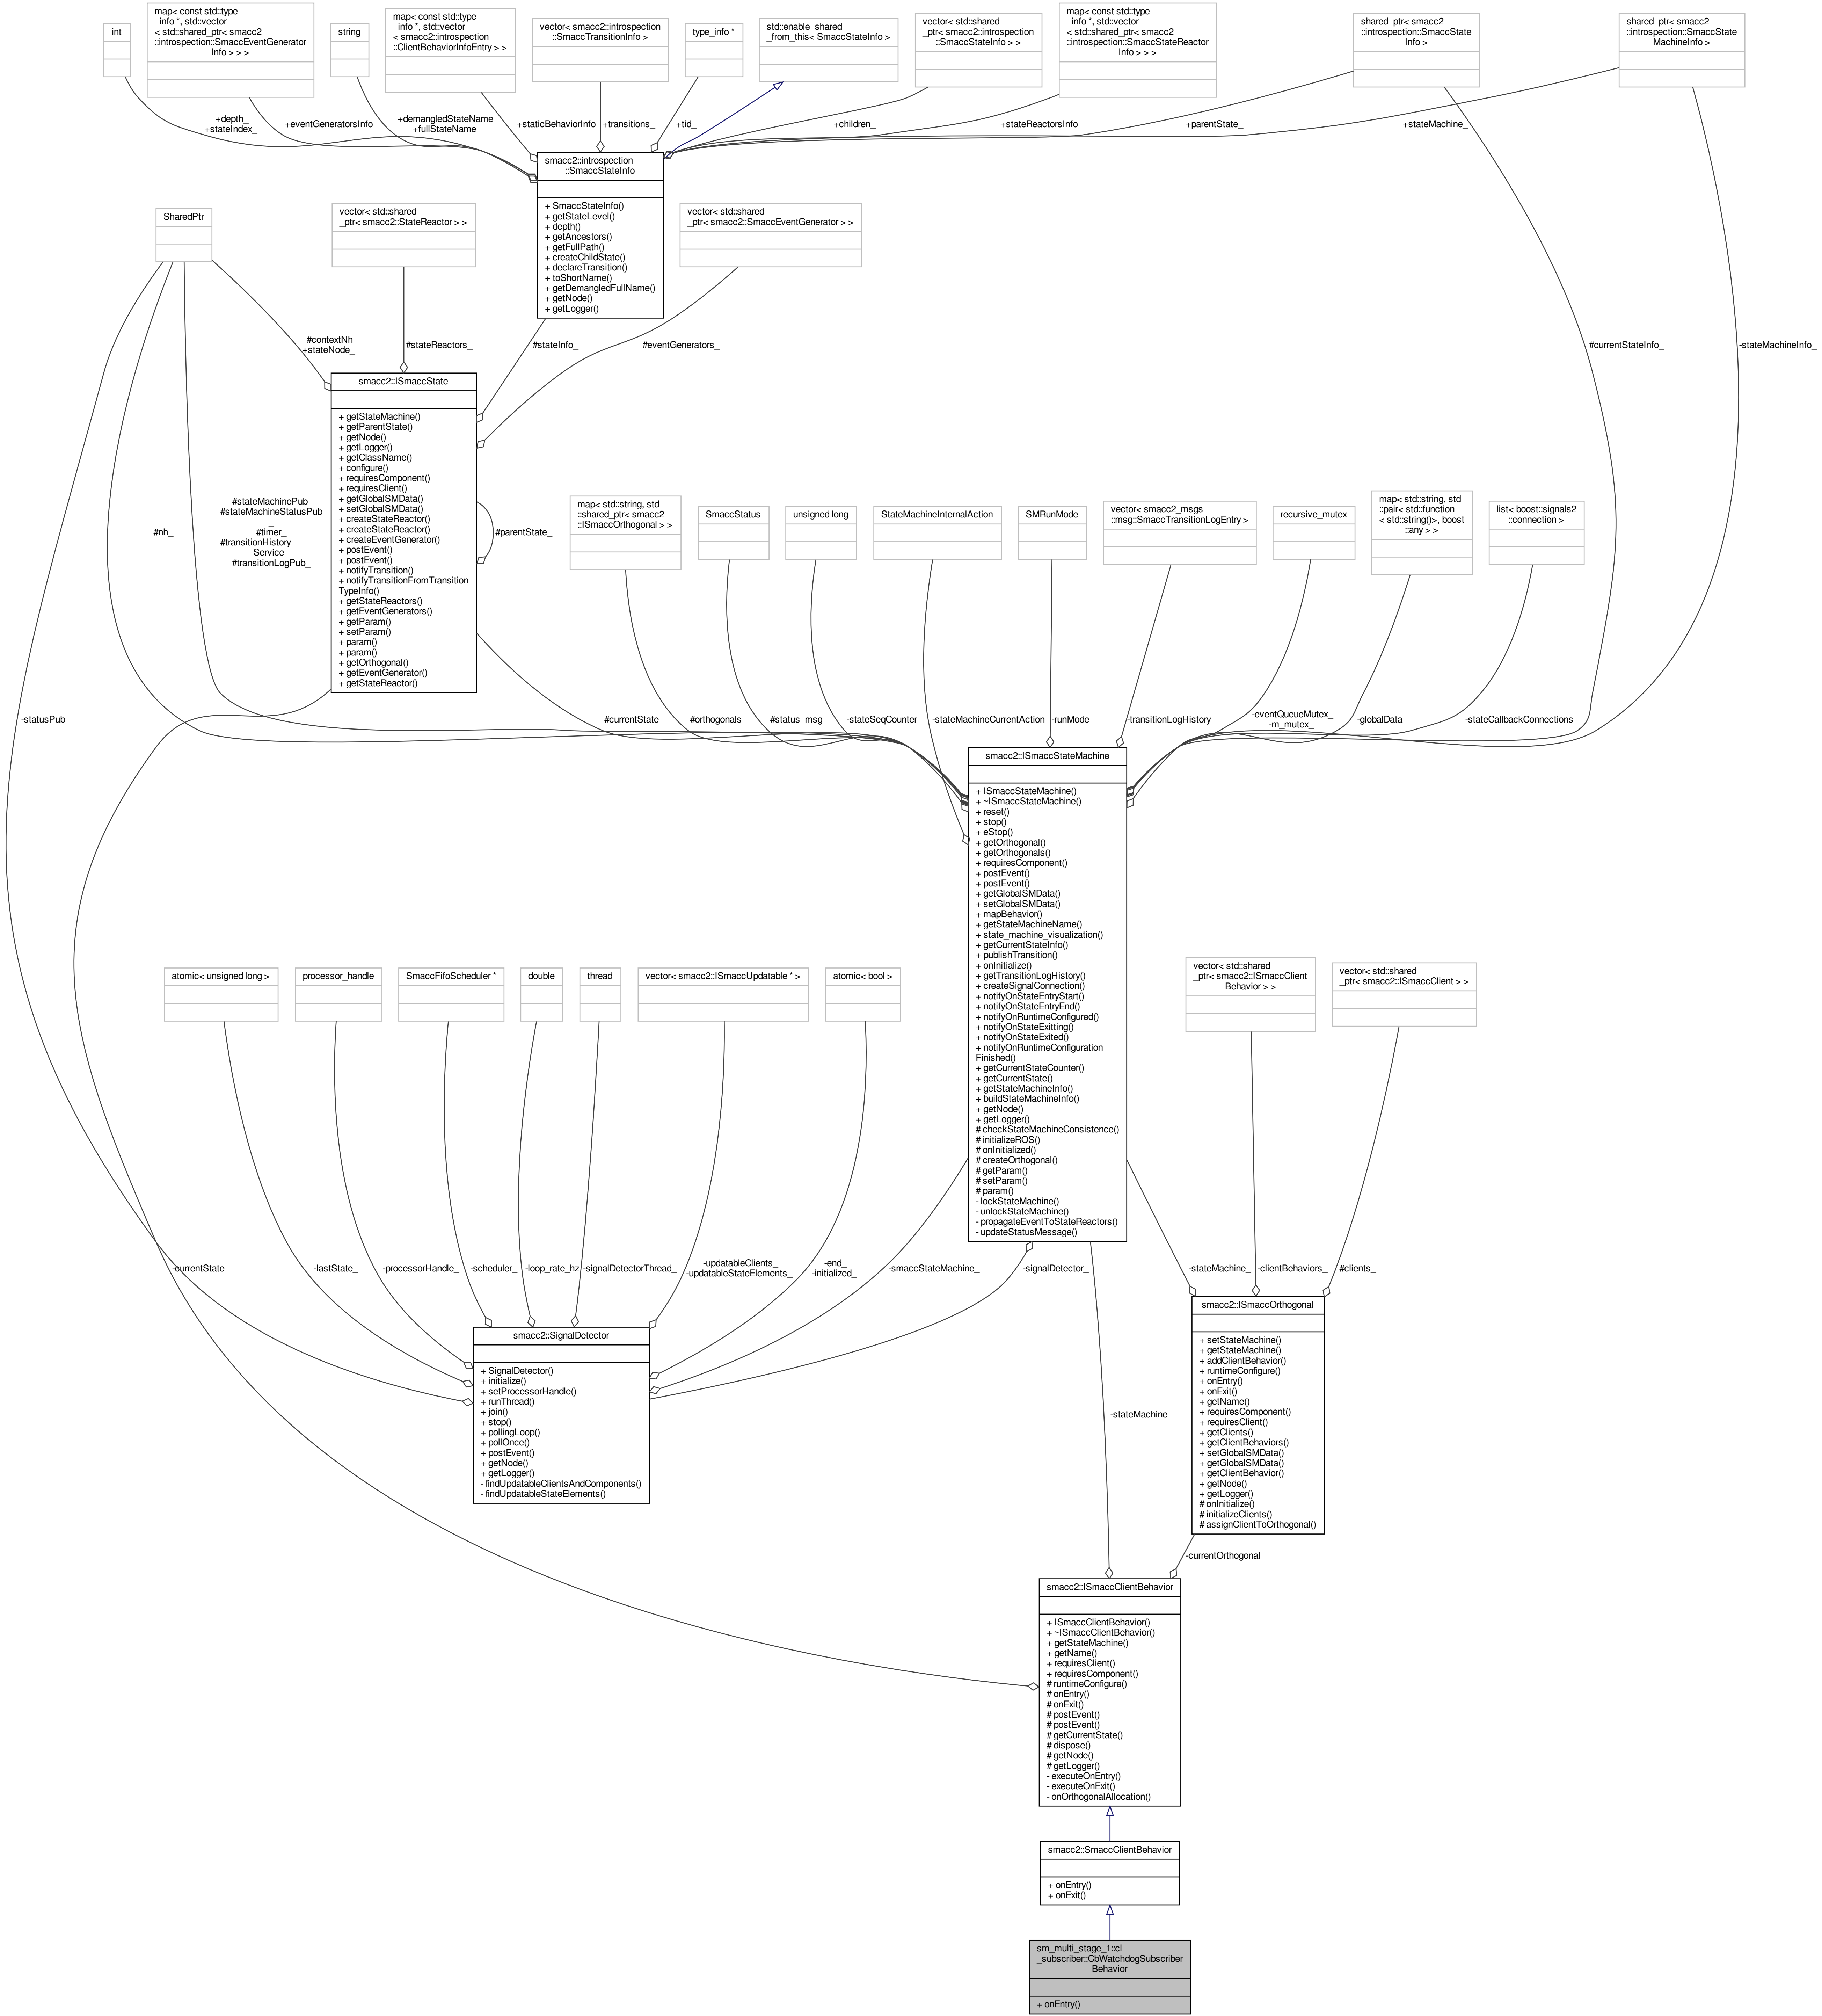 int
map< const std::type
_info *, std::vector
< std::shared_ptr< smacc2
::introspection::SmaccEventGenerator
Info > > >
string
map< const std::type
_info *, std::vector
< smacc2::introspection
::ClientBehaviorInfoEntry > >
vector< smacc2::introspection
::SmaccTransitionInfo >
type_info *
std::enable_shared
_from_this< SmaccStateInfo >
vector< std::shared
_ptr< smacc2::introspection
::SmaccStateInfo > >
map< const std::type
_info *, std::vector
< std::shared_ptr< smacc2
::introspection::SmaccStateReactor
Info > > >
shared_ptr< smacc2
::introspection::SmaccState
Info >
shared_ptr< smacc2
::introspection::SmaccState
MachineInfo >
+depth_
+stateIndex_
+eventGeneratorsInfo
+demangledStateName
+fullStateName
+staticBehaviorInfo
+transitions_
+tid_
+children_
+stateReactorsInfo
+parentState_
+stateMachine_
smacc2::introspection
::SmaccStateInfo
+ SmaccStateInfo()
+ getStateLevel()
+ depth()
+ getAncestors()
+ getFullPath()
+ createChildState()
+ declareTransition()
+ toShortName()
+ getDemangledFullName()
+ getNode()
+ getLogger()
SharedPtr
vector< std::shared
_ptr< smacc2::StateReactor > >
vector< std::shared
_ptr< smacc2::SmaccEventGenerator > >
#contextNh
+stateNode_
#stateReactors_
#stateInfo_
#eventGenerators_
#currentStateInfo_
-stateMachineInfo_
smacc2::ISmaccState
+ getStateMachine()
+ getParentState()
+ getNode()
+ getLogger()
+ getClassName()
+ configure()
+ requiresComponent()
+ requiresClient()
+ getGlobalSMData()
+ setGlobalSMData()
+ createStateReactor()
+ createStateReactor()
+ createEventGenerator()
+ postEvent()
+ postEvent()
+ notifyTransition()
+ notifyTransitionFromTransition
TypeInfo()
+ getStateReactors()
+ getEventGenerators()
+ getParam()
+ setParam()
+ param()
+ param()
+ getOrthogonal()
+ getEventGenerator()
+ getStateReactor()
#parentState_
#nh_
#stateMachinePub_
#stateMachineStatusPub
_
#timer_
#transitionHistory
Service_
#transitionLogPub_
map< std::string, std
::shared_ptr< smacc2
::ISmaccOrthogonal > >
SmaccStatus
unsigned long
StateMachineInternalAction
SMRunMode
vector< smacc2_msgs
::msg::SmaccTransitionLogEntry >
recursive_mutex
map< std::string, std
::pair< std::function
< std::string()>, boost
::any > >
list< boost::signals2
::connection >
-statusPub_
#currentState_
#orthogonals_
#status_msg_
-stateSeqCounter_
-stateMachineCurrentAction
-runMode_
-transitionLogHistory_
-eventQueueMutex_
-m_mutex_
-globalData_
-stateCallbackConnections
smacc2::ISmaccStateMachine
+ ISmaccStateMachine()
+ ~ISmaccStateMachine()
+ reset()
+ stop()
+ eStop()
+ getOrthogonal()
+ getOrthogonals()
+ requiresComponent()
+ postEvent()
+ postEvent()
+ getGlobalSMData()
+ setGlobalSMData()
+ mapBehavior()
+ getStateMachineName()
+ state_machine_visualization()
+ getCurrentStateInfo()
+ publishTransition()
+ onInitialize()
+ getTransitionLogHistory()
+ createSignalConnection()
+ notifyOnStateEntryStart()
+ notifyOnStateEntryEnd()
+ notifyOnRuntimeConfigured()
+ notifyOnStateExitting()
+ notifyOnStateExited()
+ notifyOnRuntimeConfiguration
Finished()
+ getCurrentStateCounter()
+ getCurrentState()
+ getStateMachineInfo()
+ buildStateMachineInfo()
+ getNode()
+ getLogger()
# checkStateMachineConsistence()
# initializeROS()
# onInitialized()
# createOrthogonal()
# getParam()
# setParam()
# param()
- lockStateMachine()
- unlockStateMachine()
- propagateEventToStateReactors()
- updateStatusMessage()
atomic< unsigned long >
processor_handle
SmaccFifoScheduler *
double
thread
vector< smacc2::ISmaccUpdatable * >
atomic< bool >
vector< std::shared
_ptr< smacc2::ISmaccClient
Behavior > >
vector< std::shared
_ptr< smacc2::ISmaccClient > >
-currentState
-lastState_
-processorHandle_
-scheduler_
-loop_rate_hz
-signalDetectorThread_
-updatableClients_
-updatableStateElements_
-end_
-initialized_
-smaccStateMachine_
-signalDetector_
-stateMachine_
-clientBehaviors_
#clients_
smacc2::SignalDetector
+ SignalDetector()
+ initialize()
+ setProcessorHandle()
+ runThread()
+ join()
+ stop()
+ pollingLoop()
+ pollOnce()
+ postEvent()
+ getNode()
+ getLogger()
- findUpdatableClientsAndComponents()
- findUpdatableStateElements()
smacc2::ISmaccOrthogonal
+ setStateMachine()
+ getStateMachine()
+ addClientBehavior()
+ runtimeConfigure()
+ onEntry()
+ onExit()
+ getName()
+ requiresComponent()
+ requiresClient()
+ getClients()
+ getClientBehaviors()
+ setGlobalSMData()
+ getGlobalSMData()
+ getClientBehavior()
+ getNode()
+ getLogger()
# onInitialize()
# initializeClients()
# assignClientToOrthogonal()
-stateMachine_
-currentOrthogonal
smacc2::ISmaccClientBehavior
+ ISmaccClientBehavior()
+ ~ISmaccClientBehavior()
+ getStateMachine()
+ getName()
+ requiresClient()
+ requiresComponent()
# runtimeConfigure()
# onEntry()
# onExit()
# postEvent()
# postEvent()
# getCurrentState()
# dispose()
# getNode()
# getLogger()
- executeOnEntry()
- executeOnExit()
- onOrthogonalAllocation()
smacc2::SmaccClientBehavior
+ onEntry()
+ onExit()
sm_multi_stage_1::cl
_subscriber::CbWatchdogSubscriber
Behavior
+ onEntry()